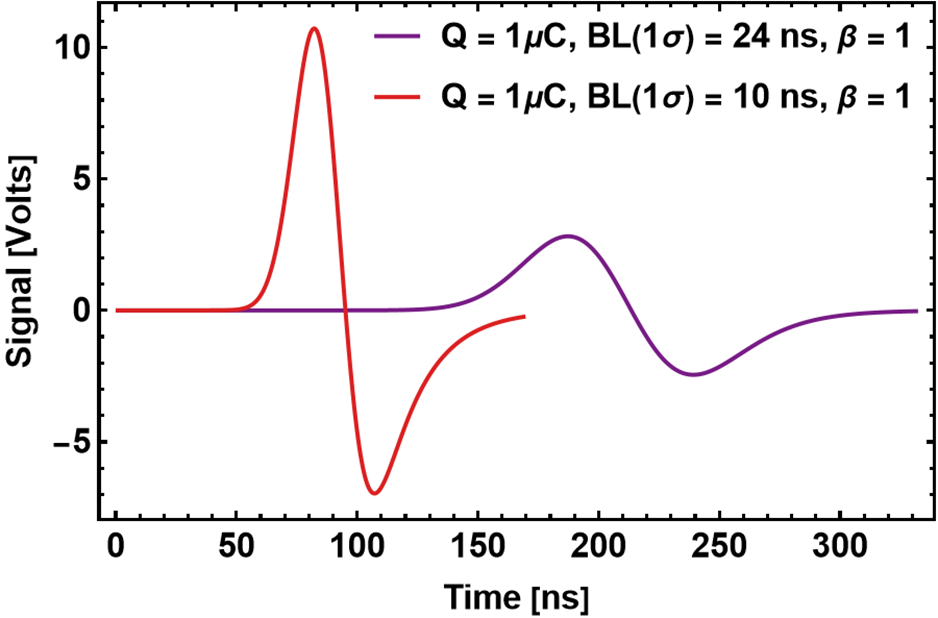 Q = 1μC, BL(1σ) = 24 ns, β = 1
Q = 1μC, BL(1σ) = 10 ns, β = 1
10
5
0
−5
Signal [Volts]
0 50 100 150 200 250 300
Time [ns]